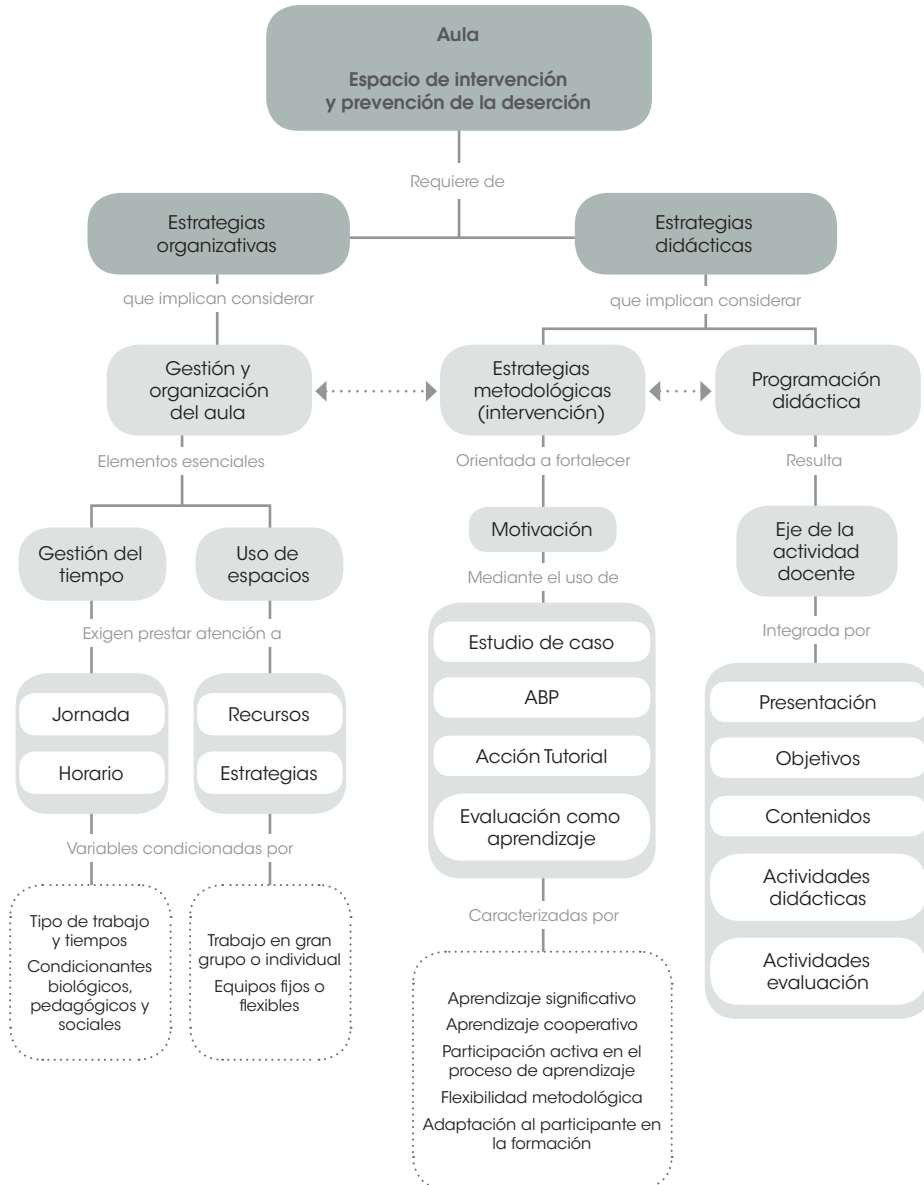 Aula
Espacio de intervención
y prevención de la deserción
Requiere de
Estrategias
organizativas
Estrategias
didácticas
que implican considerar
que implican considerar
Gestión y
organización
del aula
Estrategias
metodológicas
(intervención)
Programación
didáctica
Elementos esenciales
Orientada a fortalecer
Resulta
Gestión del
tiempo
Uso de
espacios
Motivación
Eje de la
actividad
docente
Exigen prestar atención a
Mediante el uso de
Integrada por
Jornada
Horario
Recursos
Estrategias
Estudio de caso
ABP
Acción Tutorial
Evaluación como
aprendizaje
Presentación
Objetivos
Contenidos
Actividades
didácticas
Actividades
evaluación
Variables condicionadas por
Caracterizadas por
Tipo de trabajo
y tiempos
Condicionantes
biológicos,
pedagógicos y
sociales
Trabajo en gran
grupo o individual
Equipos fijos o
flexibles
Aprendizaje significativo
Aprendizaje cooperativo
Participación activa en el
proceso de aprendizaje
Flexibilidad metodológica
Adaptación al participante en
la formación